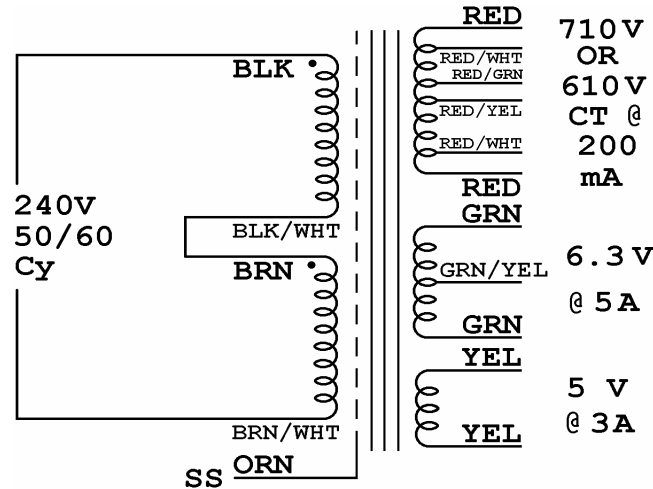 RED
710V
OR
BLK
RED/WHT
RED/GRN
610V
RED/YEL
CT @
RED/WHT
200
mA
RED
240V
50/60
Cy
BLK/WHT
GRN
BRN
GRN/YEL
6.3V
@ 5A
GRN
YEL
5 V
@ 3A
BRN/WHT
YEL
SS ORN